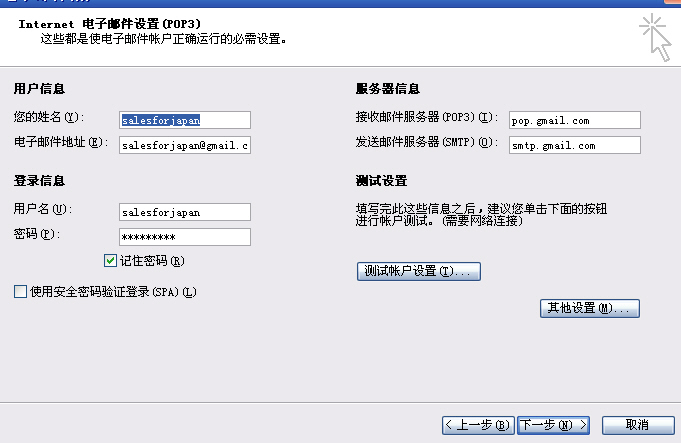 Internet 电子邮件设置(POP3)
这些都是使电子邮件帐户正确运行的必需设置。
用户信息
您的姓名(Y):
salesforjapan
电子邮件地址(E):
salesforjapan@gmail.c
登录信息
用户名(U):
salesforjapan
密码(P):
*********
记住密码(R)
使用安全密码验证登录(SPA)(L)
服务器信息
接收邮件服务器(POP3)(I):
pop.gmail.com
发送邮件服务器(SMTP)(O):
smtp.gmail.com
测试设置
填写完此这些信息之后，建议您单击下面的按钮
进行帐户测试。(需要网络连接)
测试帐户设置(T)...
其他设置(M)...
< 上一步(B)
下一步(N) >
取消